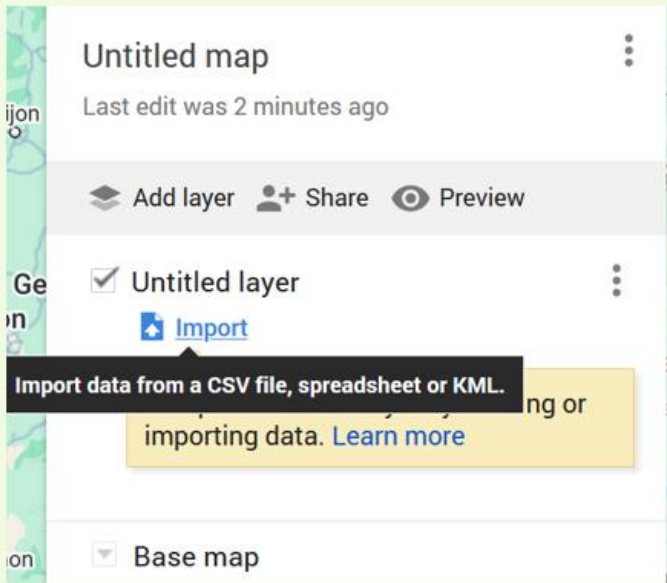 Untitled map
Last edit was 2 minutes ago
ijon
Add layer Share Preview
Ge
on
Untitled layer
Import
Import data from a CSV file, spreadsheet or KML.
ng or
importing data. Learn more
on
Base map